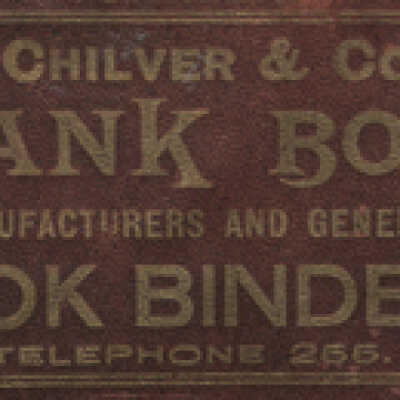 CHILVER & CO
ANK BO
UFACTURERS AND GENE
OK BINDE
TELEPHONE 266.